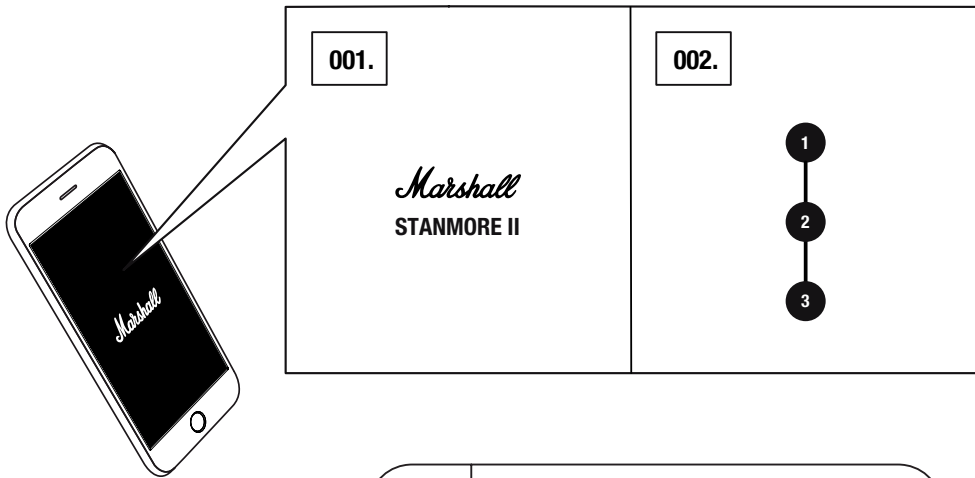 001.
Marshall
STANMORE II
002.
1
2
3
Marshall